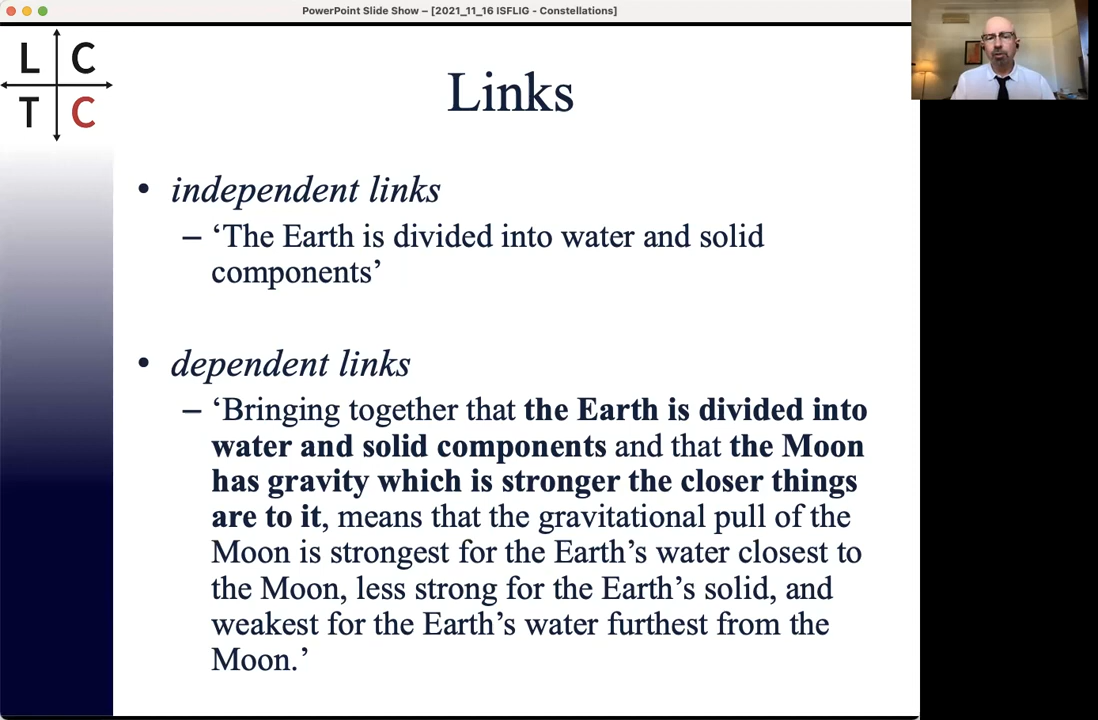 PowerPoint Slide Show – [2021_11_16 ISFLIG - Constellations]
L C
T C
Links
• independent links
– ‘The Earth is divided into water and solid
components’
• dependent links
– ‘Bringing together that the Earth is divided into
water and solid components and that the Moon
has gravity which is stronger the closer things
are to it, means that the gravitational pull of the
Moon is strongest for the Earth’s water closest to
the Moon, less strong for the Earth’s solid, and
weakest for the Earth’s water furthest from the
Moon.’